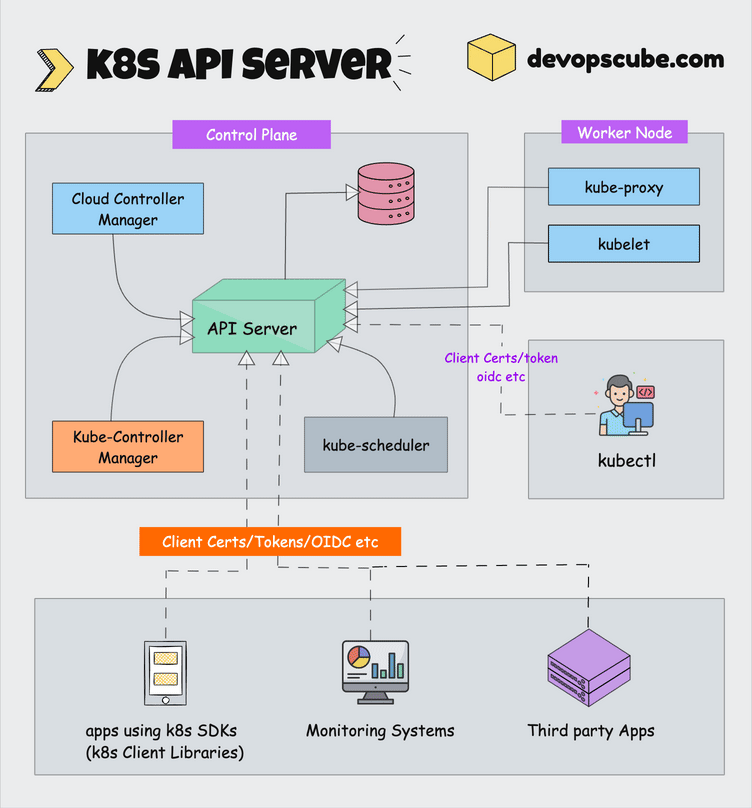 K8S API SERVER
devopscube.com
Control Plane
Worker Node
Cloud Controller
Manager
kube-proxy
kubelet
API Server
Client Certs/token
oidc etc
</>
Kube-Controller
Manager
kube-scheduler
kubectl
Client Certs/Tokens/OIDC etc
apps using k8s SDKs
(k8s Client Libraries)
Monitoring Systems
Third party Apps